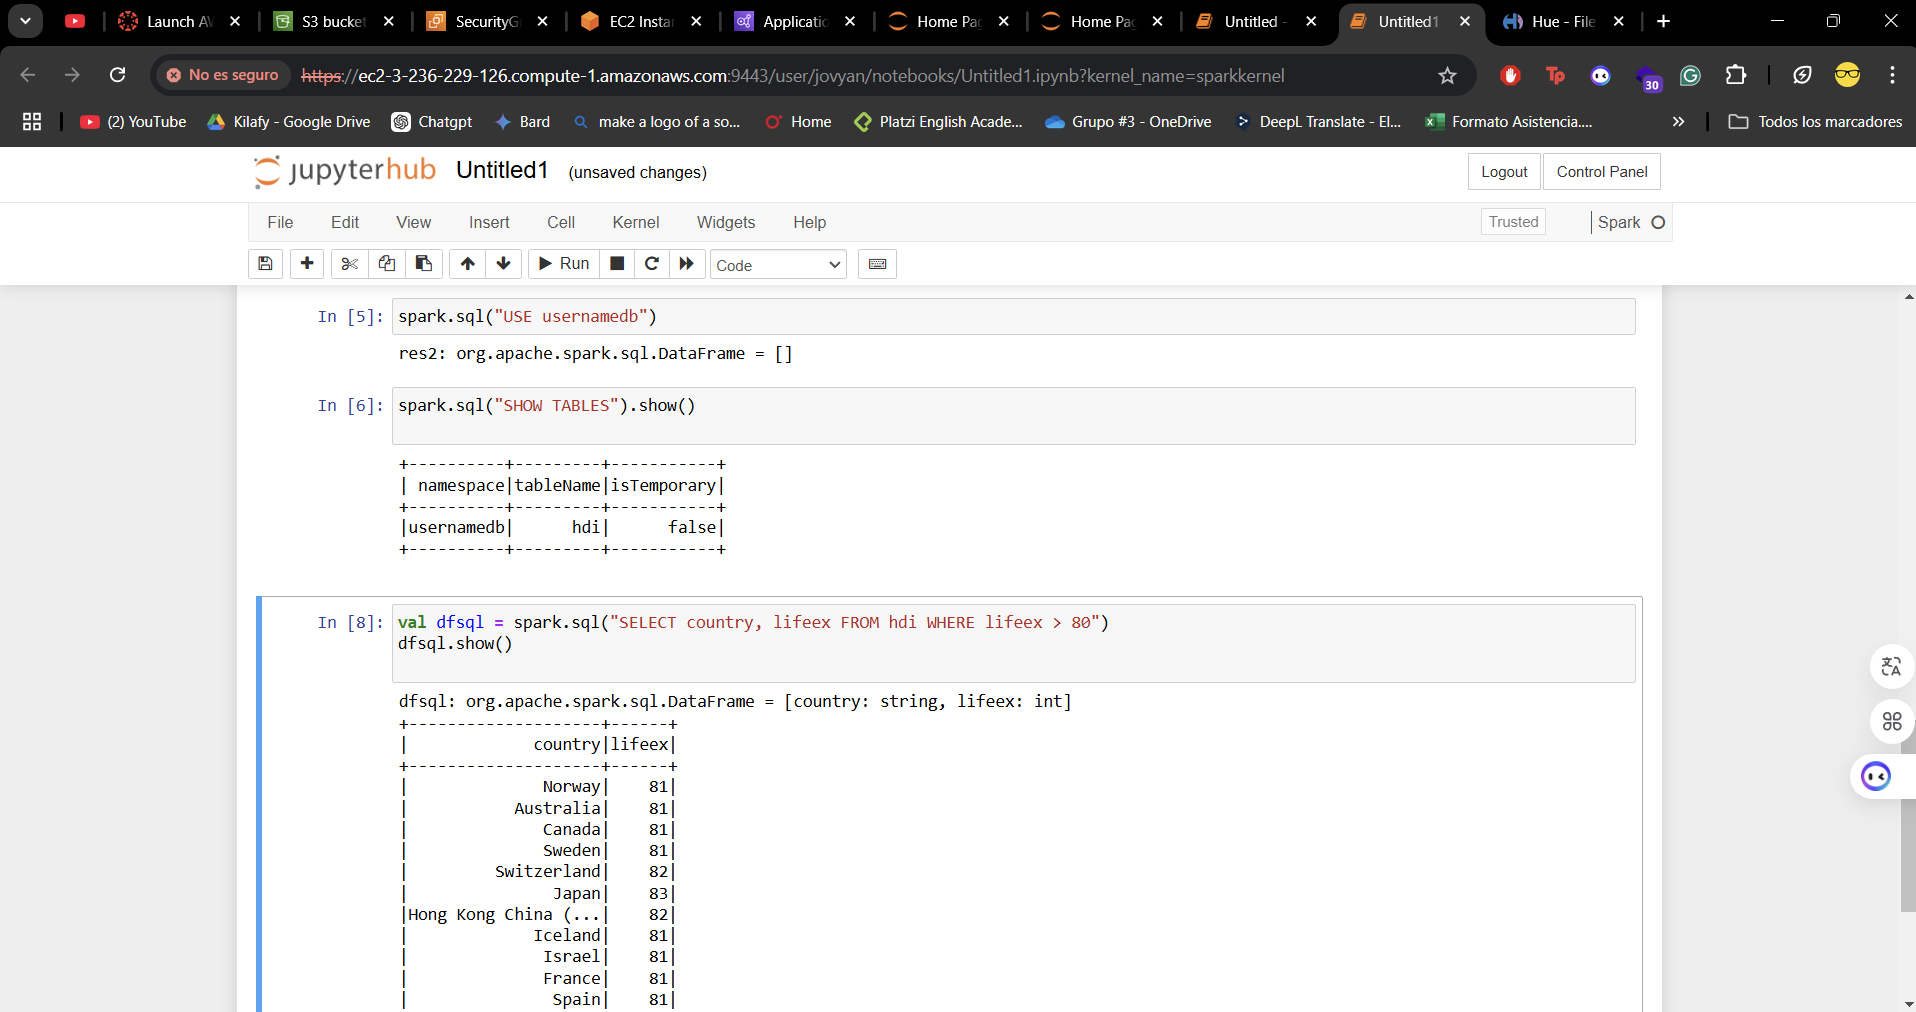 Launch AV
S3 bucket
SecurityG
EC2 Instar
Applicatio
Home Pag
Home Pag
Untitled -
Untitled1
Hue - File
No es seguro
https://ec2-3-236-229-126.compute-1.amazonaws.com:9443/user/jovyan/notebooks/Untitled1.ipynb?kernel_name=sparkkernel
Tp
30
(2) YouTube
Kilafy - Google Drive
Chatgpt
Bard
make a logo of a so...
Home
Platzi English Acade...
Grupo #3 - OneDrive
DeepL Translate - El...
Formato Asistencia....
»
Todos los marcadores
jupyterhub
Untitled1
(unsaved changes)
Logout
Control Panel
File Edit View Insert Cell Kernel Widgets Help
Trusted
Spark
Run
Code
In [5]: spark.sql("USE usernamedb")
res2: org.apache.spark.sql.DataFrame = []
In [6]: spark.sql("SHOW TABLES").show()
+----------+---------+-----------+
| namespace|tableName|isTemporary|
+----------+---------+-----------+
|usernamedb|      hdi|      false|
+----------+---------+-----------+
In [8]: val dfsql = spark.sql("SELECT country, lifeex FROM hdi WHERE lifeex > 80")
dfsql.show()
dfsql: org.apache.spark.sql.DataFrame = [country: string, lifeex: int]
+--------------------+------+
|             country|lifeex|
+--------------------+------+
|              Norway|    81|
|           Australia|    81|
|              Canada|    81|
|              Sweden|    81|
|         Switzerland|    82|
|               Japan|    83|
|Hong Kong China (...|    82|
|             Iceland|    81|
|              Israel|    81|
|              France|    81|
|               Spain|    81|